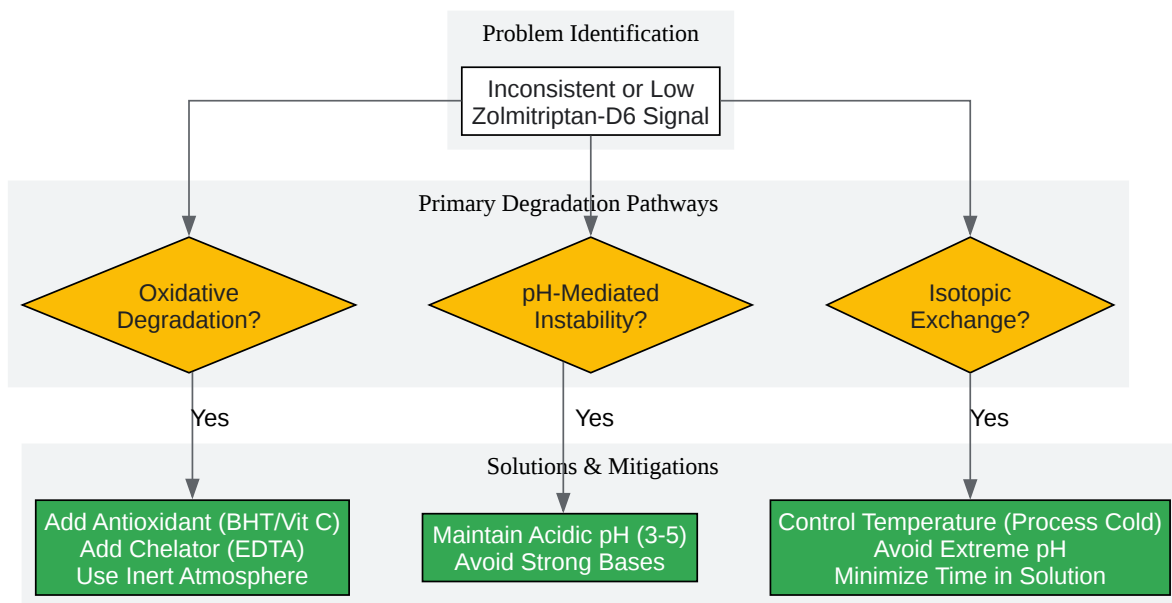 Problem Identification
Inconsistent or Low
Zolmitriptan-D6 Signal
Primary Degradation Pathways
Oxidative
Degradation?
pH-Mediated
Instability?
Isotopic
Exchange?
Yes
Yes
Yes
Solutions & Mitigations
Add Antioxidant (BHT/Vit C)
Add Chelator (EDTA)
Use Inert Atmosphere
Maintain Acidic pH (3-5)
Avoid Strong Bases
Control Temperature (Process Cold)
Avoid Extreme pH
Minimize Time in Solution